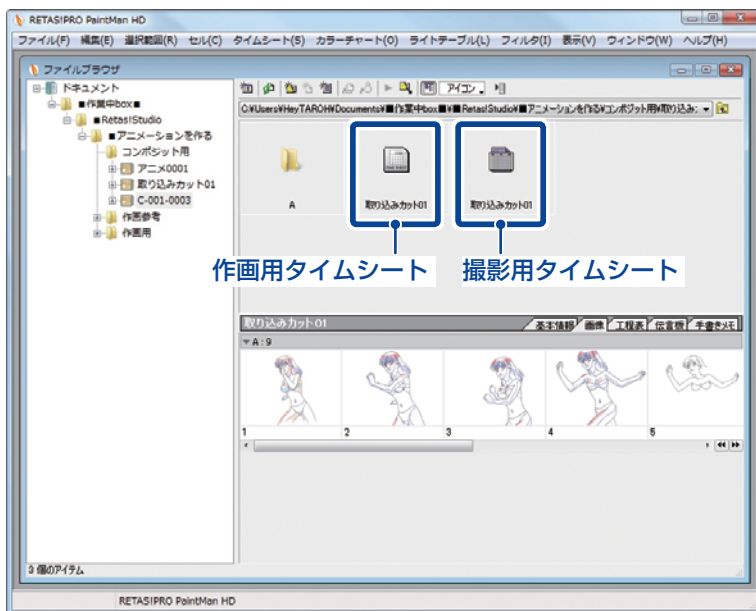 RETAS!PRO PaintMan HD
ファイル(F) 編集(E) 選択範囲(R) セル(C) タイムシート(S) カラーチャート(O) ライトテーブル(L) フィルタ(I) 表示(V) ウィンドウ(W) ヘルプ(H)
ファイルブラウザ
アイコン
ドキュメント
■作業中box■
■Retas!Studio
■アニメーションを作る
コンポジット用
アニメ0001
取り込みカット01
C-001-0003
作画参考
作画用
C:¥Users¥HeyTAROH¥Documents¥■作業中box■¥■Retas!Studio¥■アニメーションを作る¥コンポジット用¥取り込み:
A
取り込みカット01
取り込みカット01
作画用タイムシート
撮影用タイムシート
取り込みカット01
基本情報 画像 工程表 伝言板 手書きメモ
A:9
1 2 3 4 5
3 個のアイテム
RETAS!PRO PaintMan HD